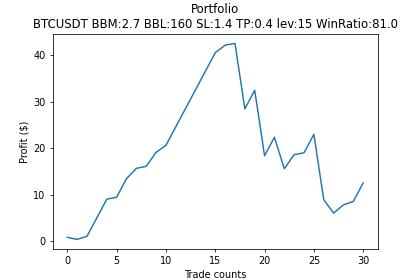 Portfolio
BTCUSDT BBM:2.7 BBL:160 SL:1.4 TP:0.4 lev:15 WinRatio:81.0
40
30
20
10
0
Profit ($)
0 5 10 15 20 25 30
Trade counts